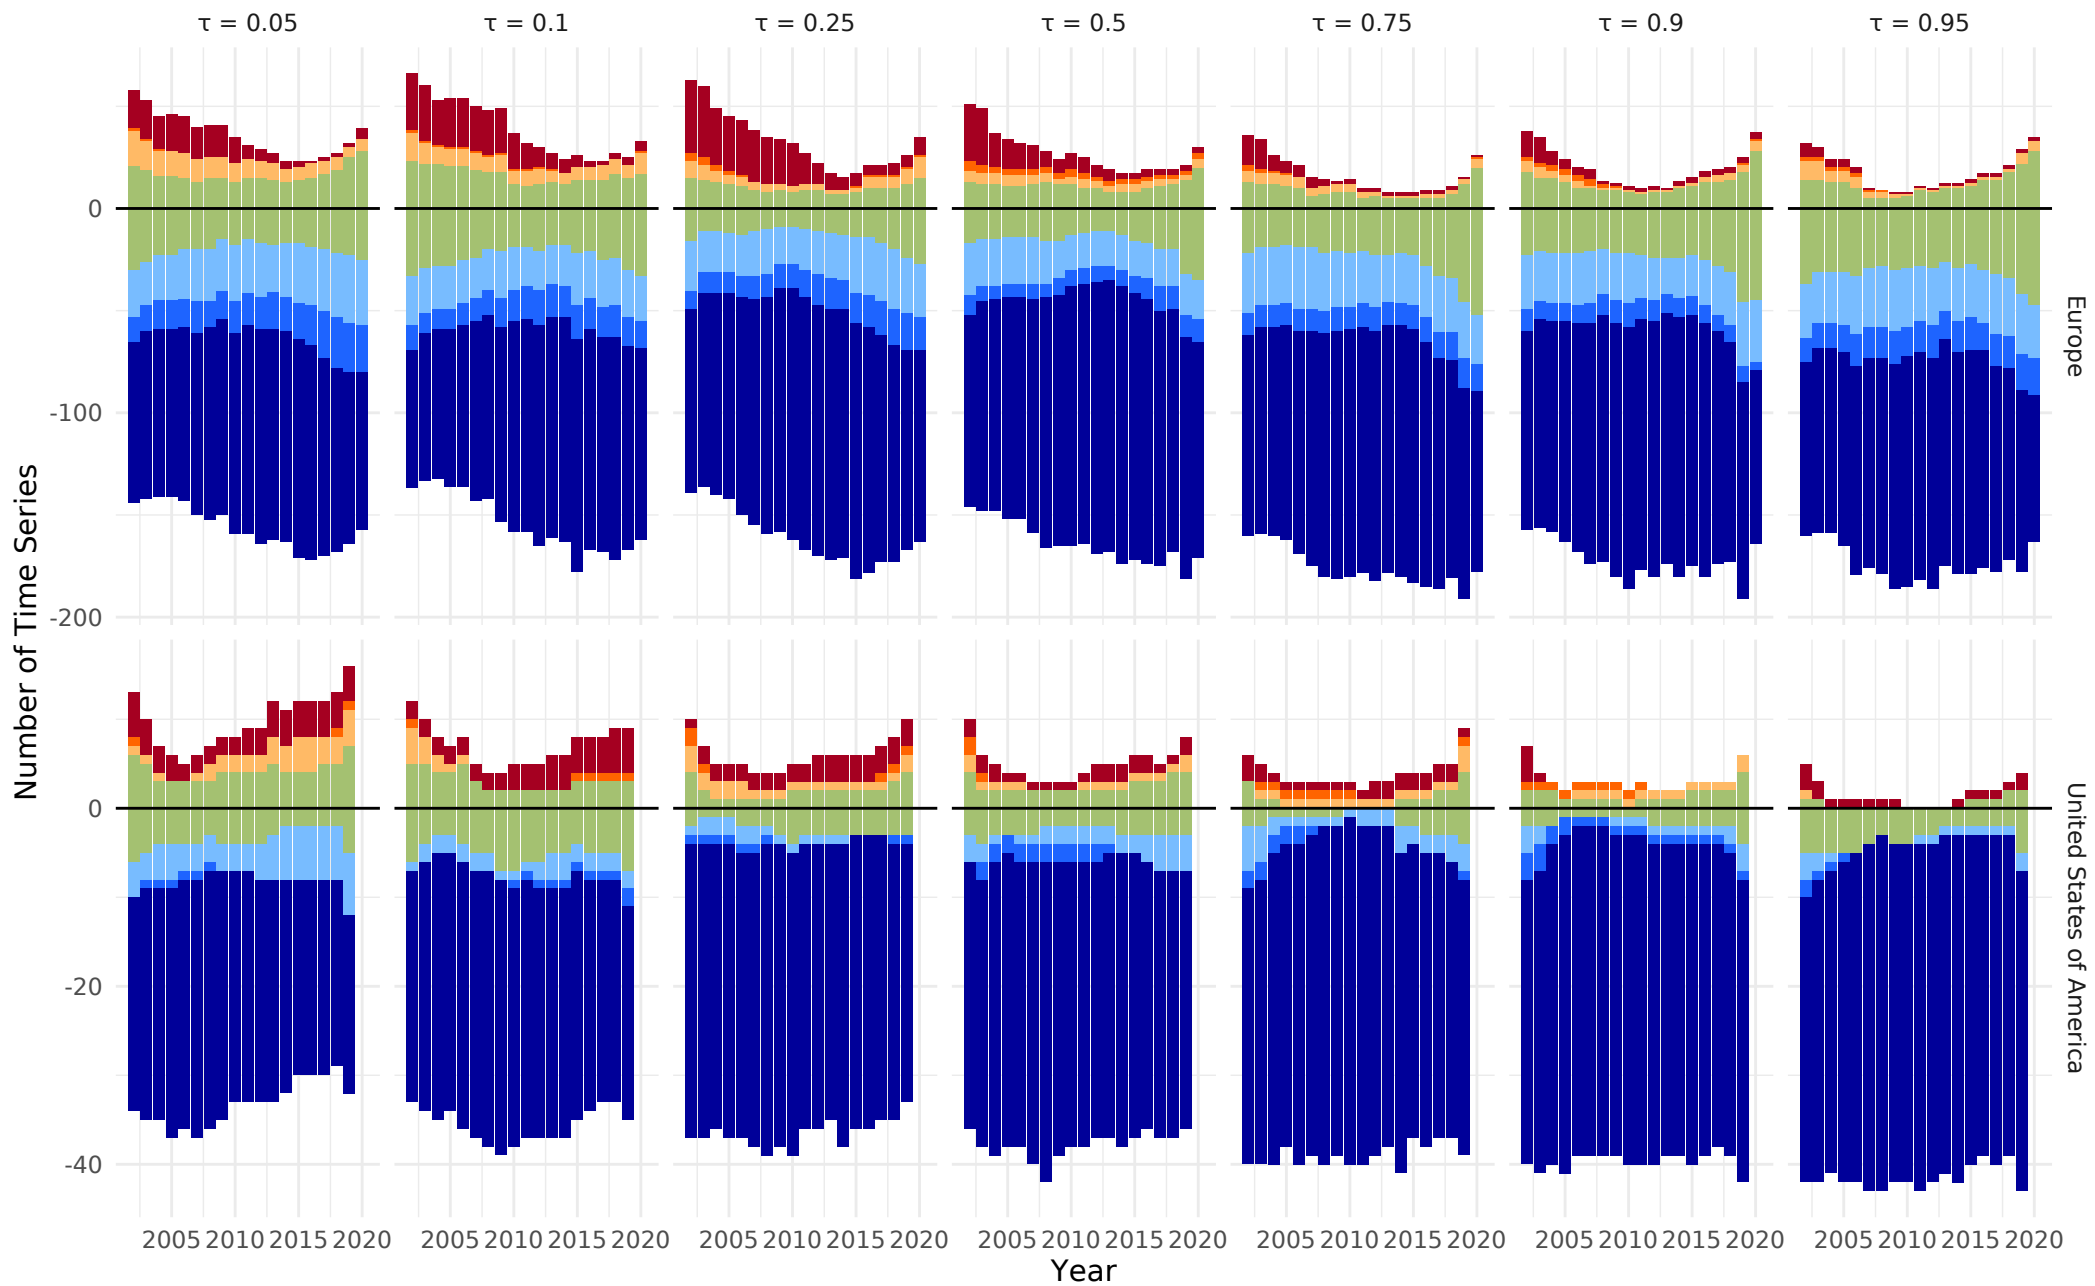 τ = 0.05 τ = 0.1 τ = 0.25 τ = 0.5 τ = 0.75 τ = 0.9 τ = 0.95
Number of Time Series
0
-100
-200
Europe
0
-20
-40
United States of America
2005 2010 2015 2020 2005 2010 2015 2020 2005 2010 2015 2020 2005 2010 2015 2020 2005 2010 2015 2020 2005 2010 2015 2020 2005 2010 2015 2020
Year